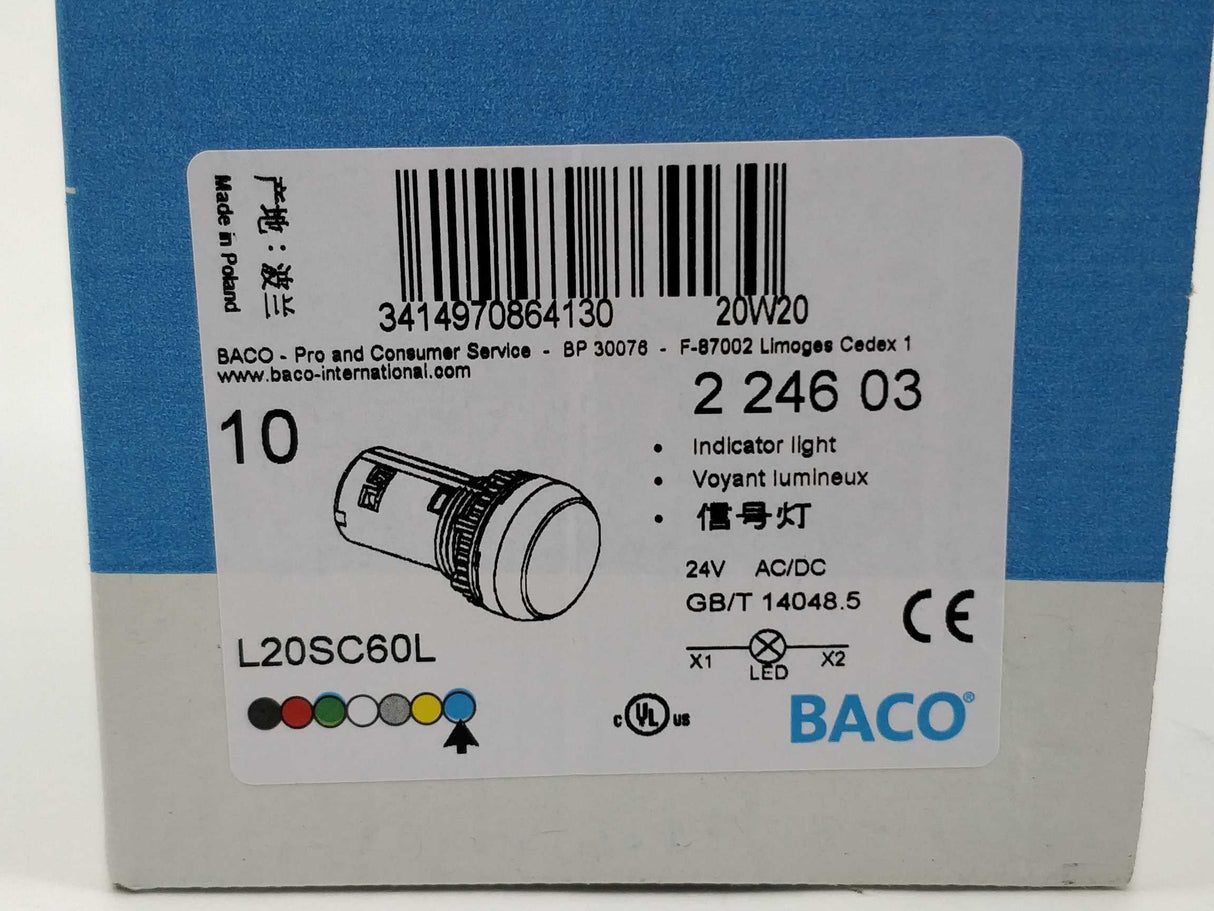 产地：波兰
Made in Poland
3414970864130 20W20
BACO - Pro and Consumer Service - BP 30076 - F-87002 Limoges Cedex 1
www.baco-international.com
2 246 03
10
• Indicator light
• Voyant lumineux
• 信号灯
24V AC/DC
GB/T 14048.5
CE
X1 X2
LED
L20SC60L
c UL us
BACO®